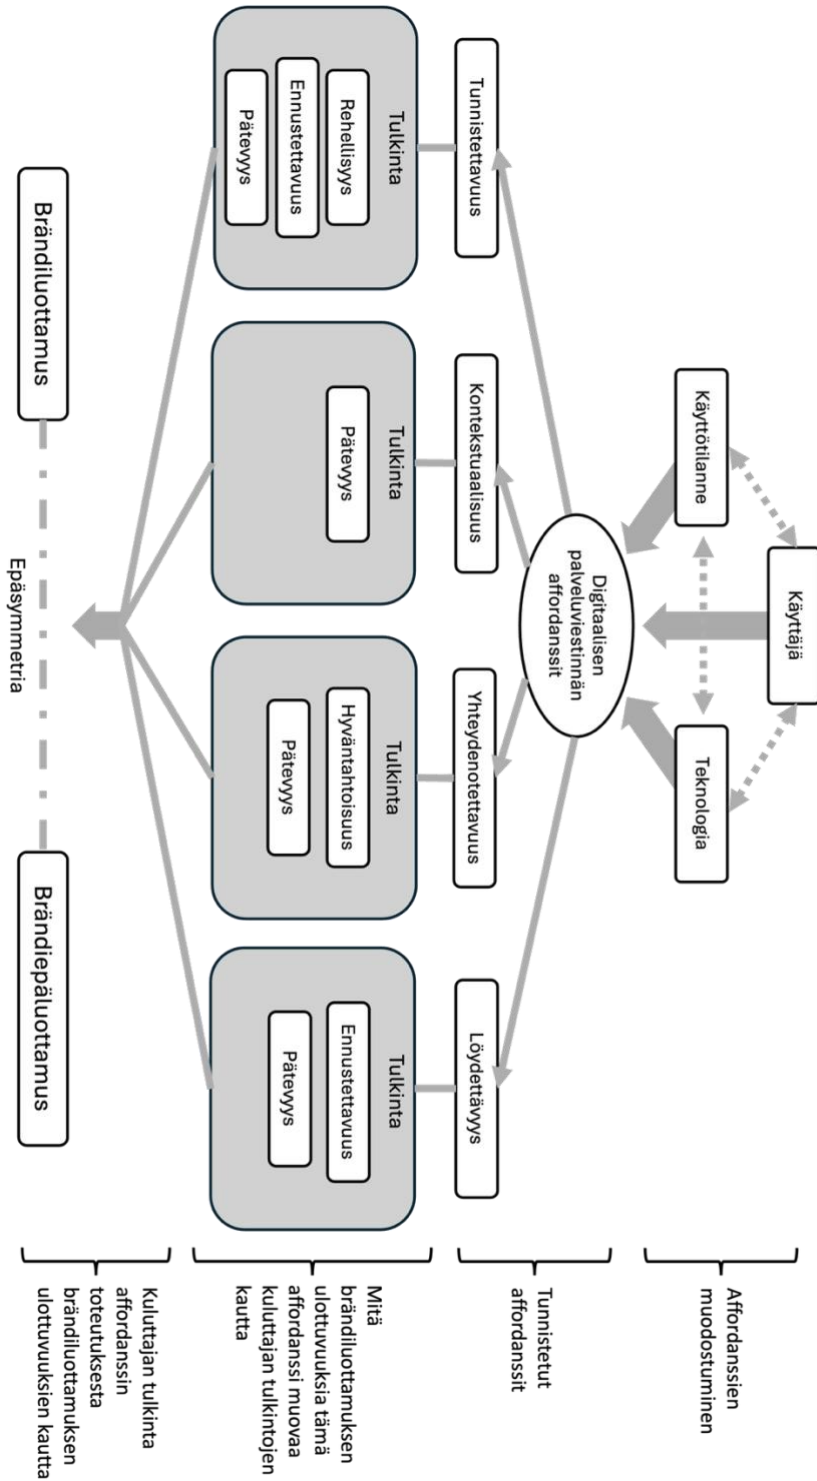 Käyttäjä
Käyttötilanne
Teknologia
Affordanssien
muodostuminen
Digitaalisen
palveluviestinnän
affordanssit
Tunnistettavuus
Kontekstuaalisuus
Yhteydenotettavuus
Löydettävyys
Tunnistetut
affordanssit
Tulkinta
Rehellisyys
Ennustettavuus
Pätevyys
Tulkinta
Pätevyys
Tulkinta
Hyväntahtoisuus
Pätevyys
Tulkinta
Ennustettavuus
Pätevyys
Mitä
brändiluottamuksen
ulottuvuuksia tämä
affordanssi muovaa
kuluttajan tulkintojen
kautta
Brändiluottamus
Epäsymmetria
Brändiepäluottamus
Kuluttajan tulkinta
affordanssin
toteutuksesta
brändiluottamuksen
ulottuvuuksien kautta